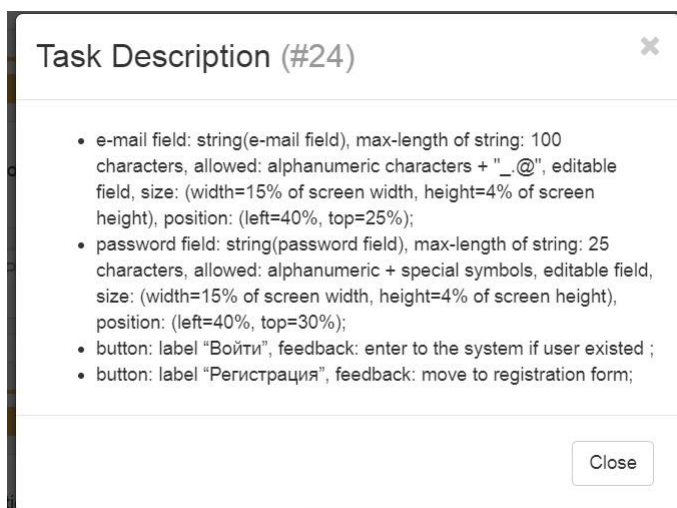 Task Description (#24)
×
• e-mail field: string(e-mail field), max-length of string: 100
characters, allowed: alphanumeric characters + "_.@", editable
field, size: (width=15% of screen width, height=4% of screen
height), position: (left=40%, top=25%);
• password field: string(password field), max-length of string: 25
characters, allowed: alphanumeric + special symbols, editable field,
size: (width=15% of screen width, height=4% of screen height),
position: (left=40%, top=30%);
• button: label “Войти”, feedback: enter to the system if user existed ;
• button: label “Регистрация”, feedback: move to registration form;
Close